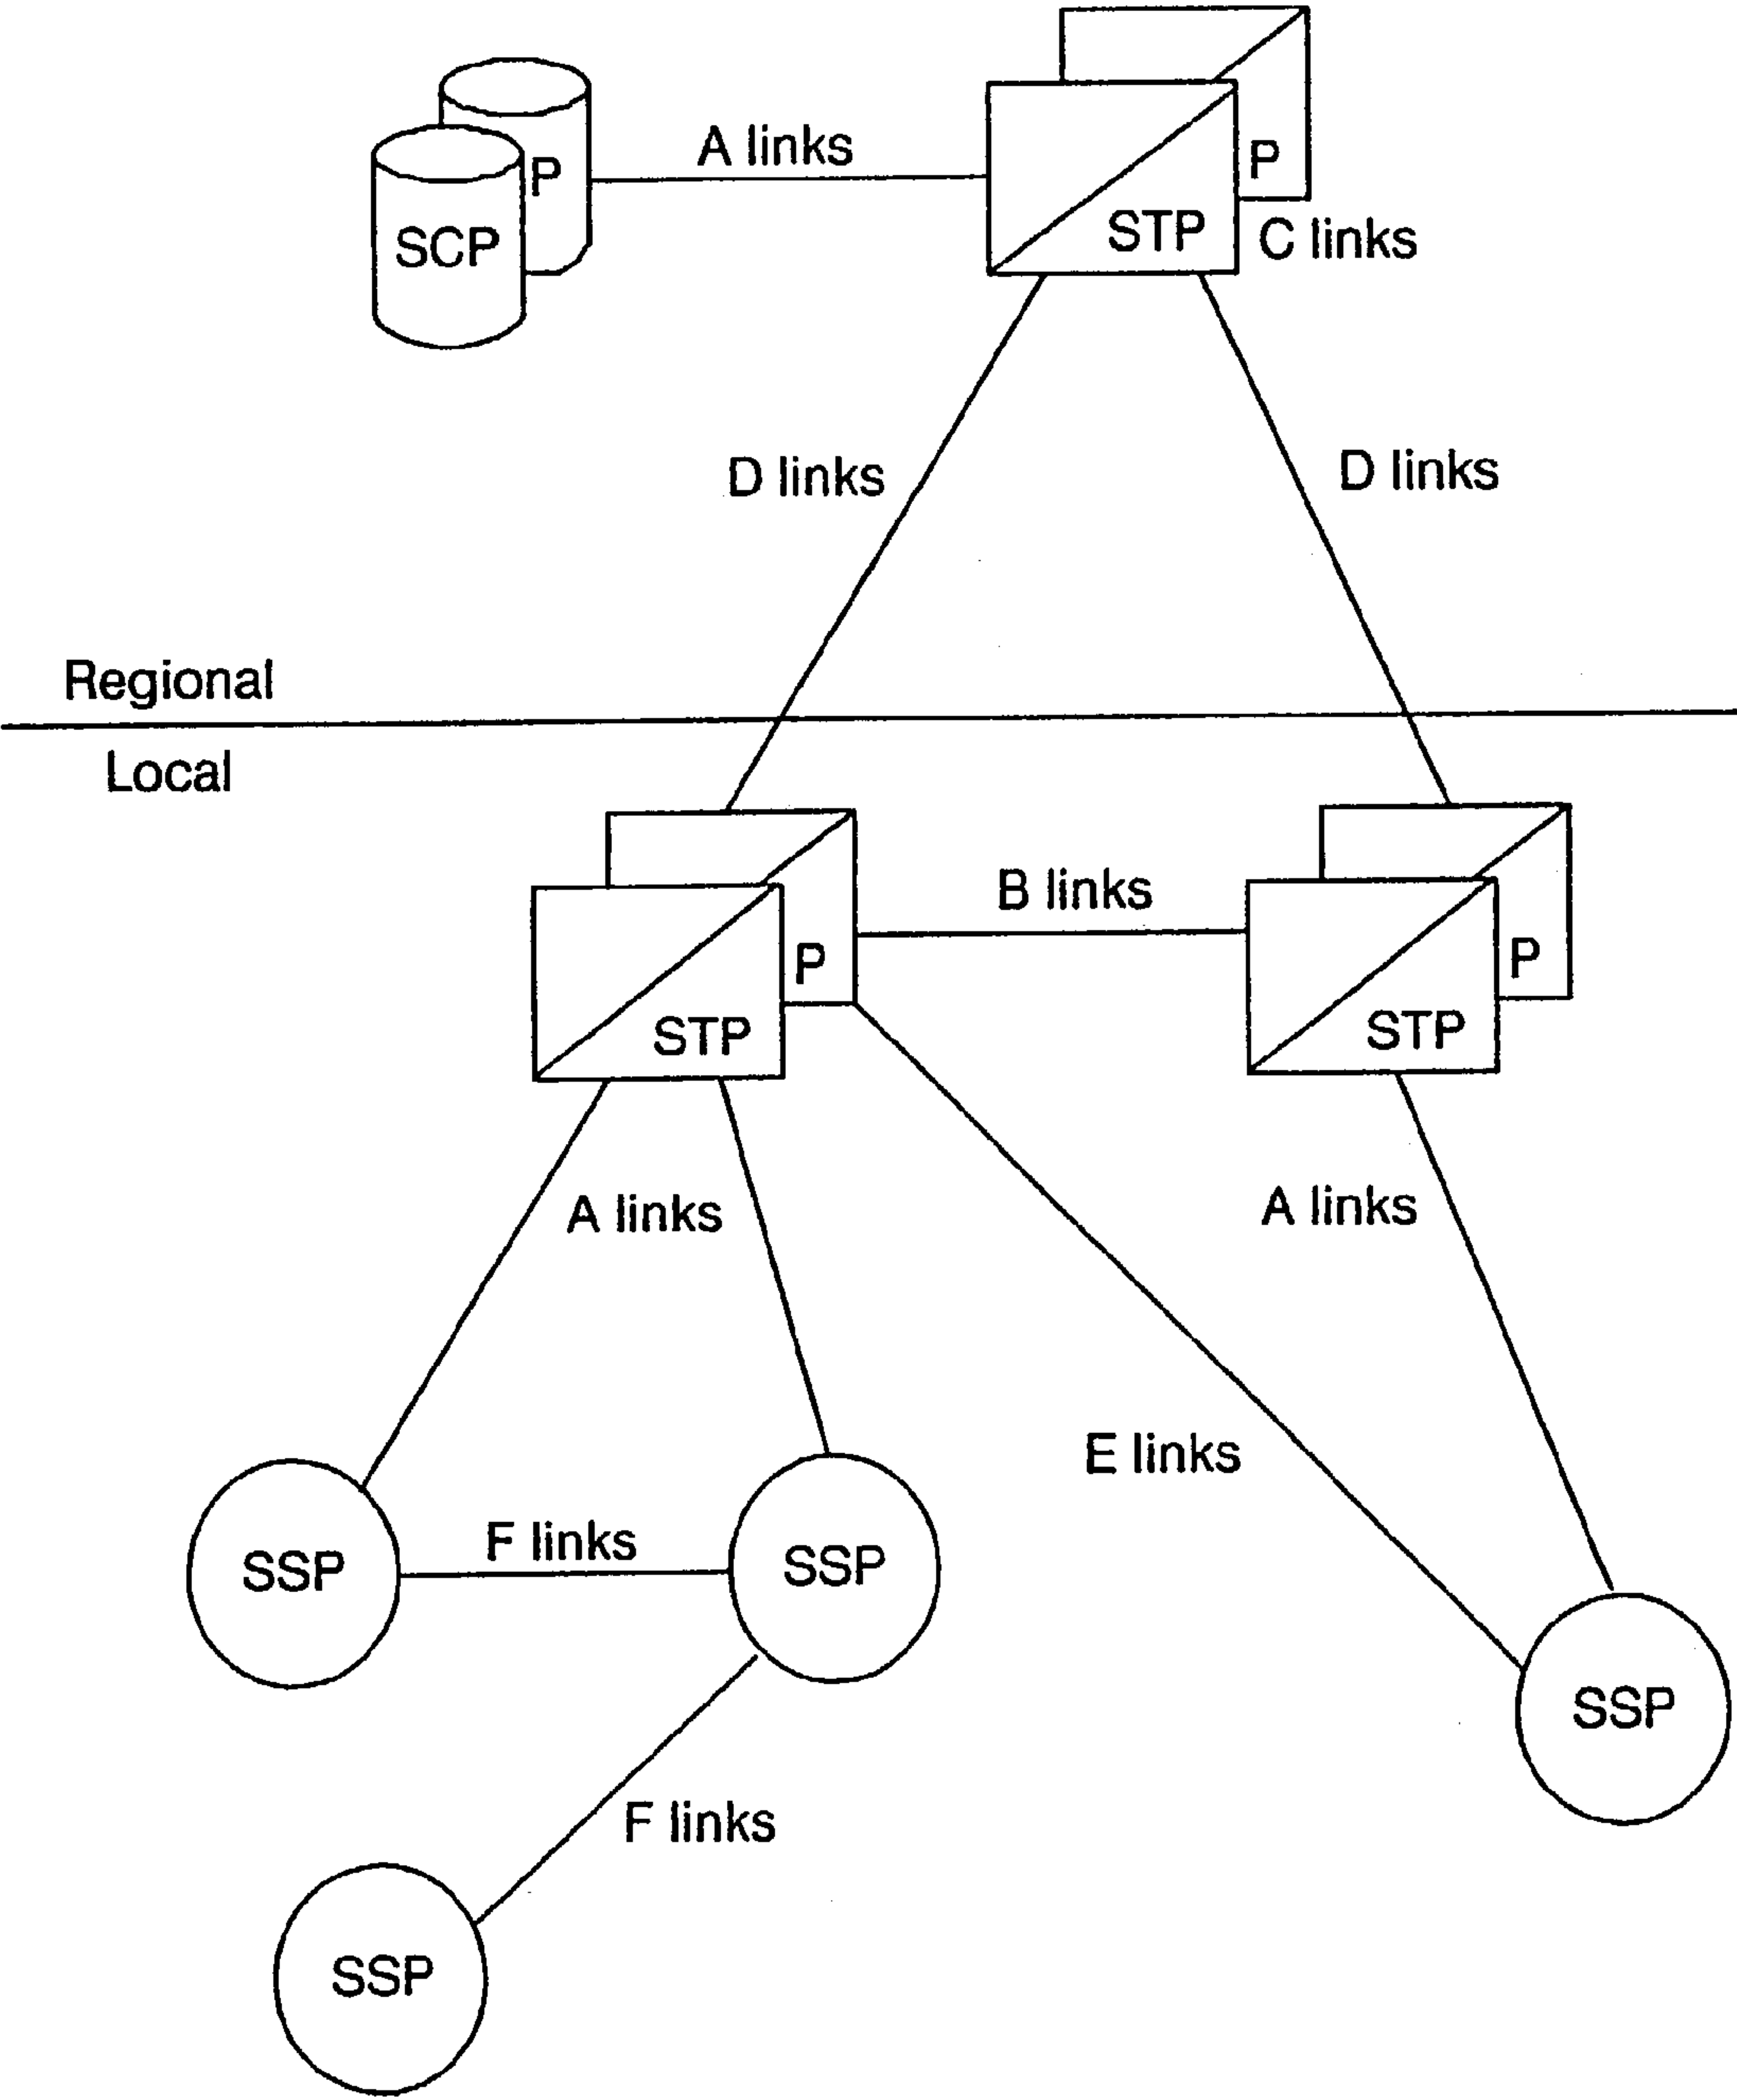 A links
P
P
SCP
STP
C links
D links
D links
Regional
Local
B links
P
P
STP
STP
A links
A links
E links
F links
SSP
SSP
SSP
F links
SSP